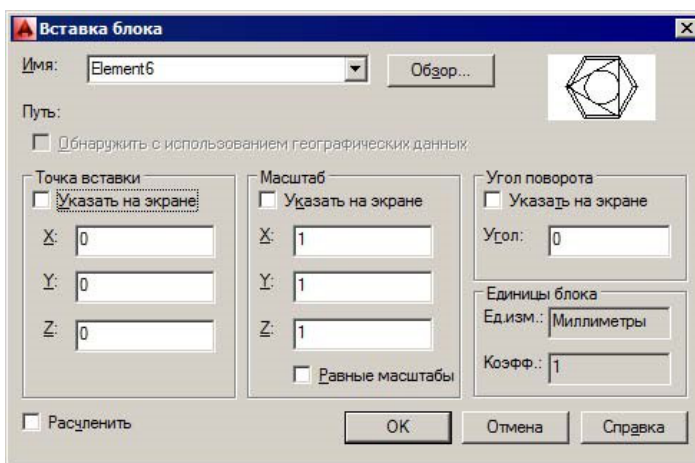 Вставка блока
Имя: Element6 Обзор...
Путь:
Обнаружить с использованием географических данных
Точка вставки
Указать на экране
X: 0
Y: 0
Z: 0
Масштаб
Указать на экране
X: 1
Y: 1
Z: 1
Равные масштабы
Угол поворота
Указать на экране
Угол: 0
Единицы блока
Ед.изм.: Миллиметры
Коэфф.: 1
Расчленить
OK Отмена Справка